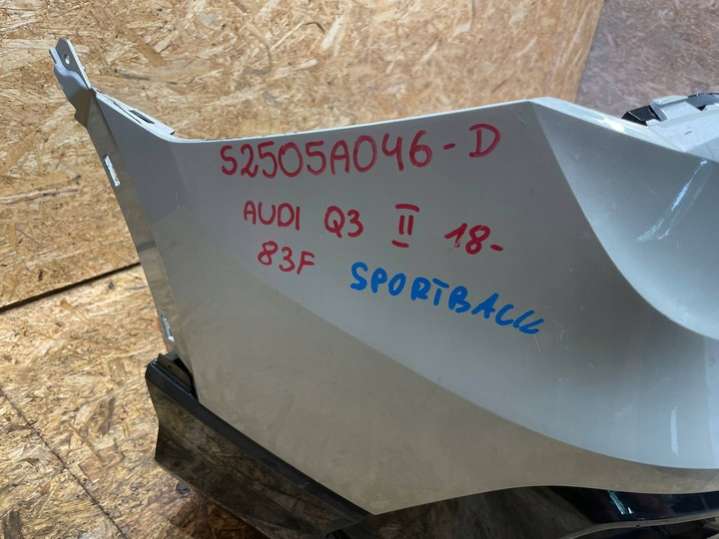 S2505A046-D
AUDI Q3 II 18-
83F SPORTBACK